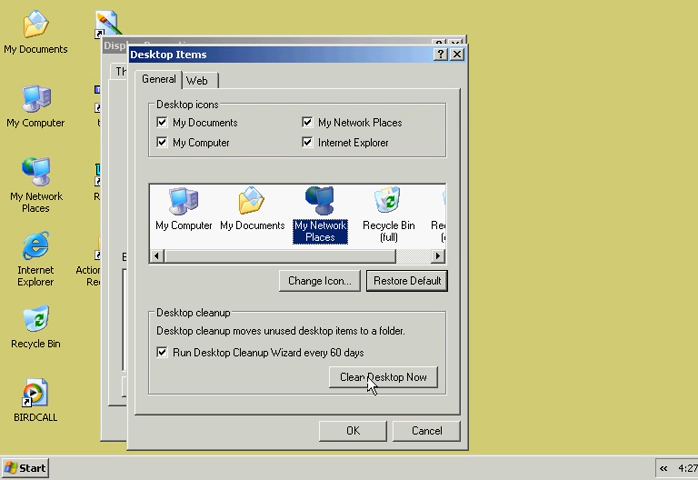 My Documents
My Computer
My Network
Places
Internet
Explorer
Recycle Bin
BIRDCALL
Desktop Items
General
Web
Desktop icons
My Documents
My Network Places
My Computer
Internet Explorer
My Computer
My Documents
My Network
Places
Recycle Bin
(full)
Change Icon...
Restore Default
Desktop cleanup
Desktop cleanup moves unused desktop items to a folder.
Run Desktop Cleanup Wizard every 60 days
Clean Desktop Now
OK
Cancel
Start
4:27